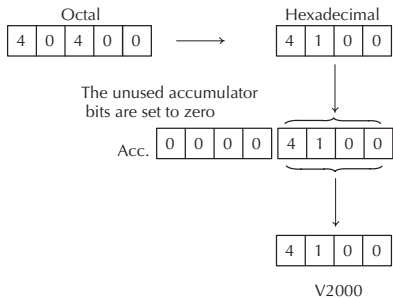 Octal Hexadecimal
4 0 4 0 0 4 1 0 0
The unused accumulator
bits are set to zero
Acc. 0 0 0 0 4 1 0 0
4 1 0 0
V2000